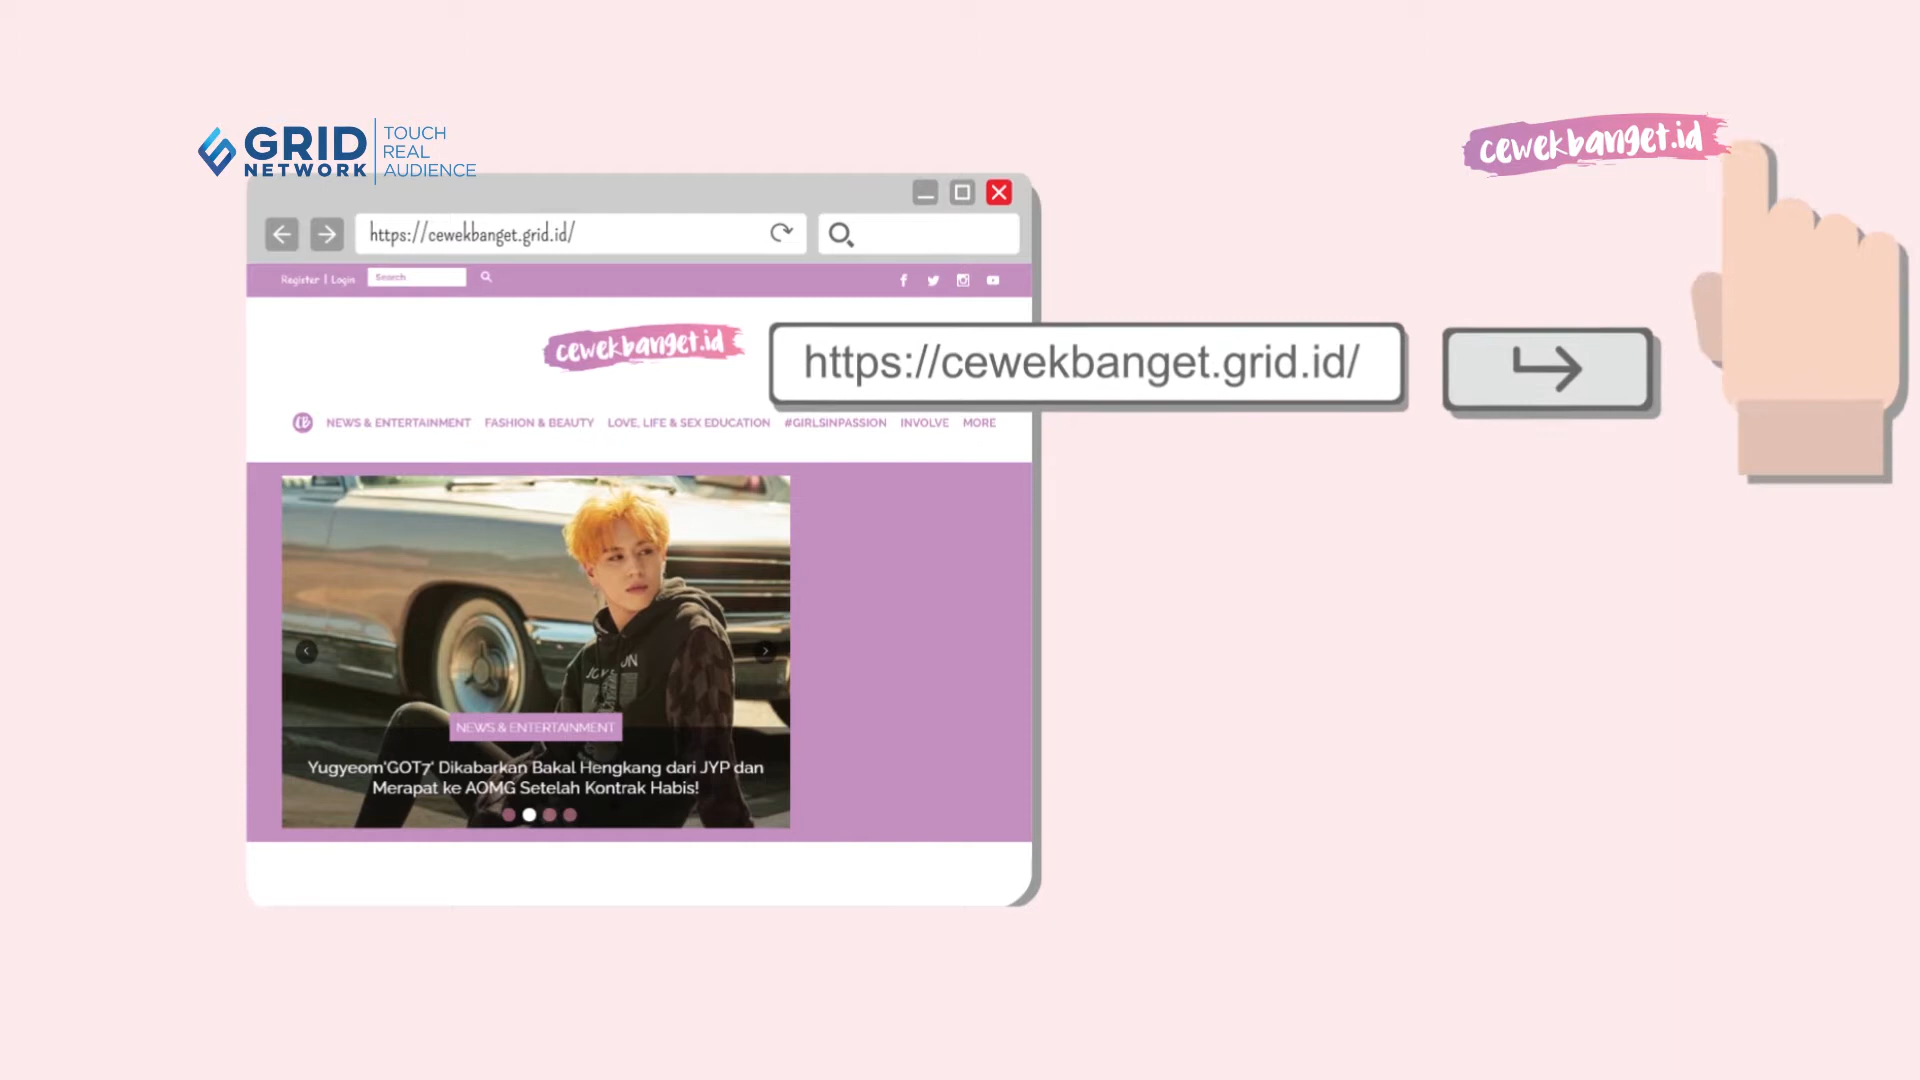 GRID
NETWORK
TOUCH
REAL
AUDIENCE
cewekbanget.id
https://cewekbanget.grid.id/
Register | Login
Search
cewekbanget.id
https://cewekbanget.grid.id/
NEWS & ENTERTAINMENT FASHION & BEAUTY LOVE, LIFE & SEX EDUCATION #GIRLSINPASSION INVOLVE MORE
NEWS & ENTERTAINMENT
Yugyeom'GOT7' Dikabarkan Bakal Hengkang dari JYP dan
Merapat ke AOMG Setelah Kontrak Habis!